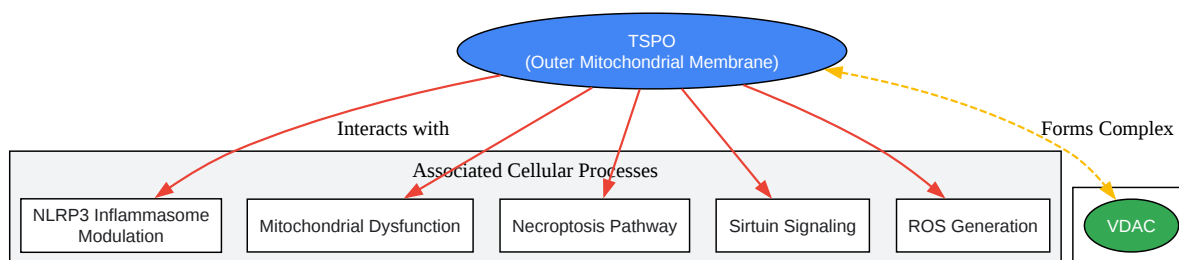 TSPO
(Outer Mitochondrial Membrane)
Interacts with
Forms Complex
Associated Cellular Processes
NLRP3 Inflammasome
Modulation
Mitochondrial Dysfunction
Necroptosis Pathway
Sirtuin Signaling
ROS Generation
VDAC